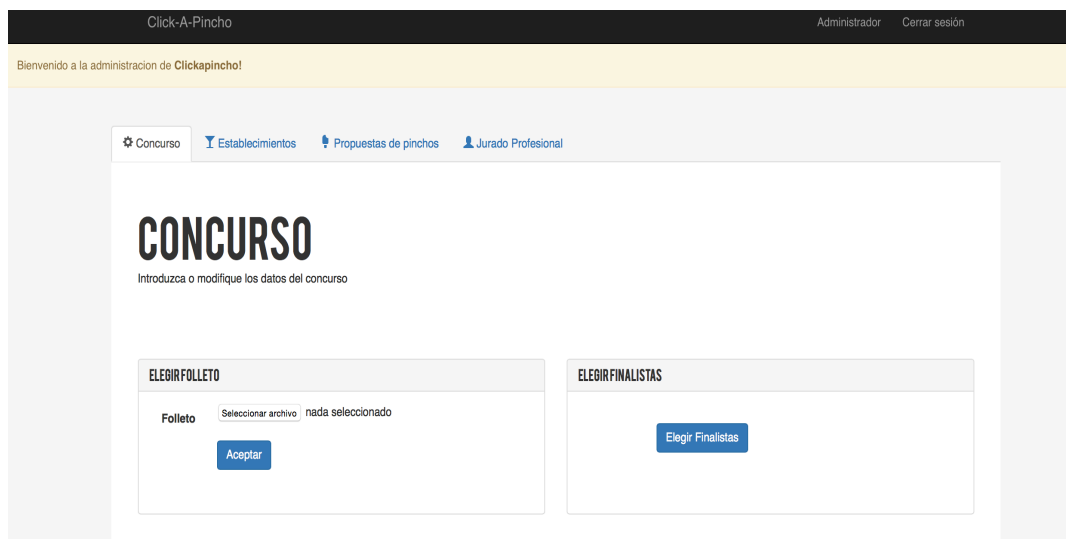 Click-A-Pincho Administrador Cerrar sesión
Bienvenido a la administracion de Clickapincho!
Concurso Establecimientos Propuestas de pinchos Jurado Profesional
CONCURSO
Introduzca o modifique los datos del concurso
ELEGIR FOLLETO ELEGIR FINALISTAS
Folleto Seleccionar archivo nada seleccionado
Elegir Finalistas
Aceptar